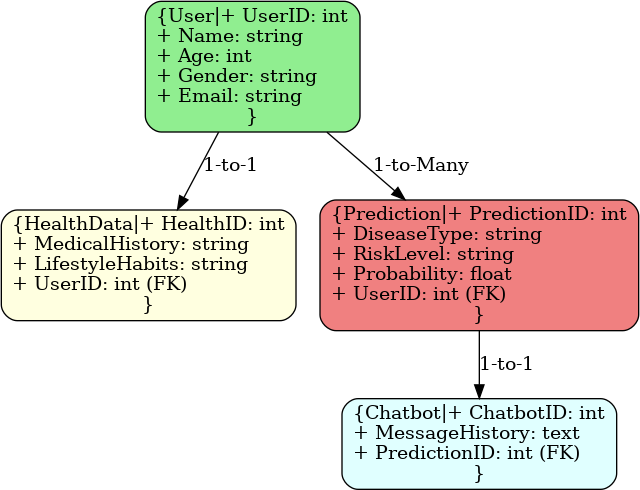 {User|+ UserID: int
+ Name: string
+ Age: int
+ Gender: string
+ Email: string
}
1-to-1
1-to-Many
{HealthData|+ HealthID: int
+ MedicalHistory: string
+ LifestyleHabits: string
+ UserID: int (FK)
}
{Prediction|+ PredictionID: int
+ DiseaseType: string
+ RiskLevel: string
+ Probability: float
+ UserID: int (FK)
}
1-to-1
{Chatbot|+ ChatbotID: int
+ MessageHistory: text
+ PredictionID: int (FK)
}